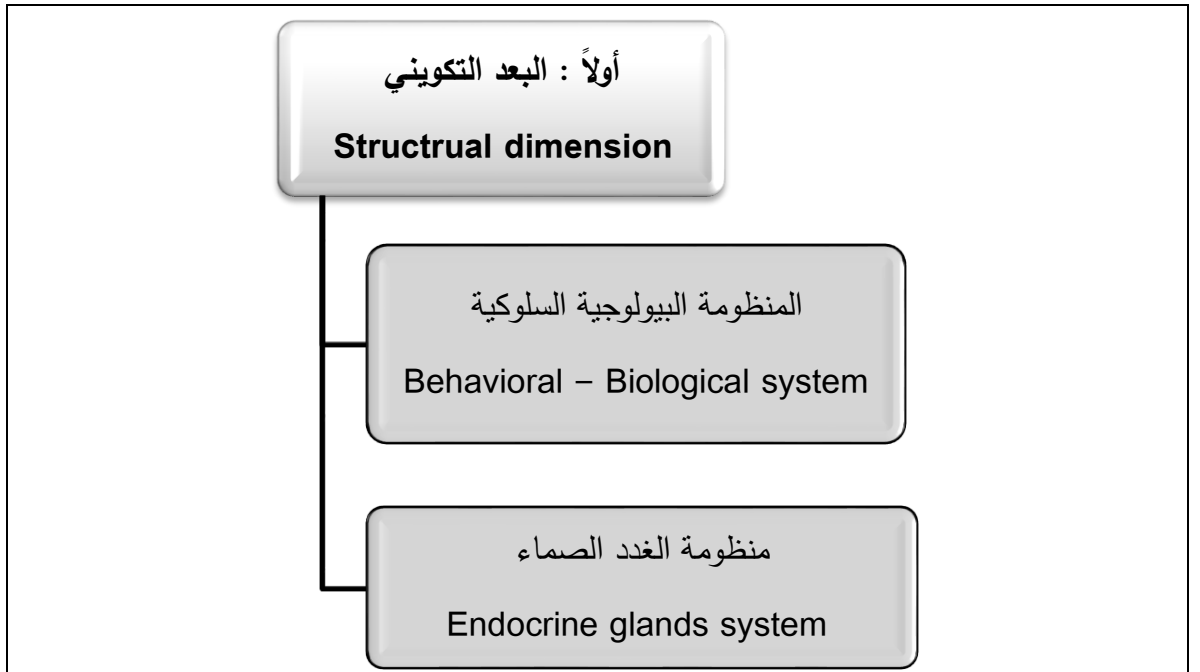 أولاً : البعد التكويني
Structrual dimension
المنظومة البيولوجية السلوكية
Behavioral – Biological system
منظومة الغدد الصماء
Endocrine glands system